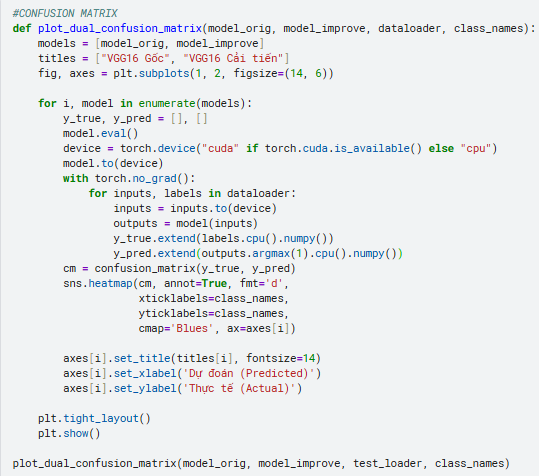 #CONFUSION MATRIX
def plot_dual_confusion_matrix(model_orig, model_improve, dataloader, class_names):
    models = [model_orig, model_improve]
    titles = ["VGG16 Gốc", "VGG16 Cải tiến"]
    fig, axes = plt.subplots(1, 2, figsize=(14, 6))

    for i, model in enumerate(models):
        y_true, y_pred = [], []
        model.eval()
        device = torch.device("cuda" if torch.cuda.is_available() else "cpu")
        model.to(device)
        with torch.no_grad():
            for inputs, labels in dataloader:
                inputs = inputs.to(device)
                outputs = model(inputs)
                y_true.extend(labels.cpu().numpy())
                y_pred.extend(outputs.argmax(1).cpu().numpy())
        cm = confusion_matrix(y_true, y_pred)
        sns.heatmap(cm, annot=True, fmt='d',
                    xticklabels=class_names,
                    yticklabels=class_names,
                    cmap='Blues', ax=axes[i])

        axes[i].set_title(titles[i], fontsize=14)
        axes[i].set_xlabel('Dự đoán (Predicted)')
        axes[i].set_ylabel('Thực tế (Actual)')

    plt.tight_layout()
    plt.show()

plot_dual_confusion_matrix(model_orig, model_improve, test_loader, class_names)